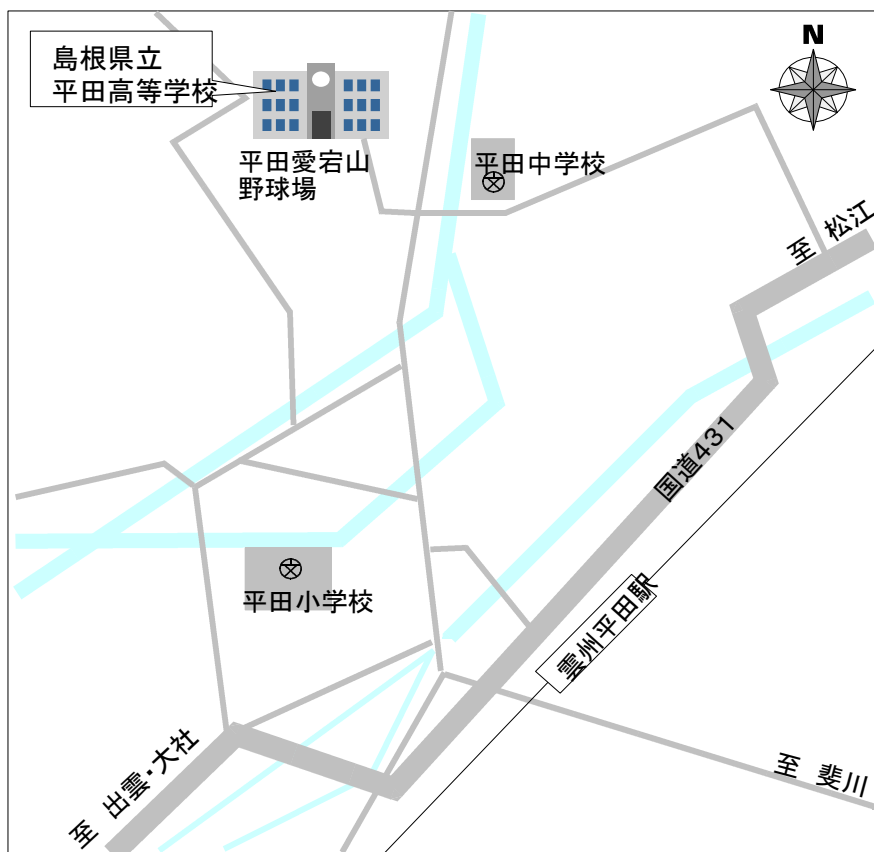 島根県立
平田高等学校
N
平田愛宕山
野球場
平田中学校
至 松江
国道431
平田小学校
雲州平田駅
至 出雲・大社
至 斐川